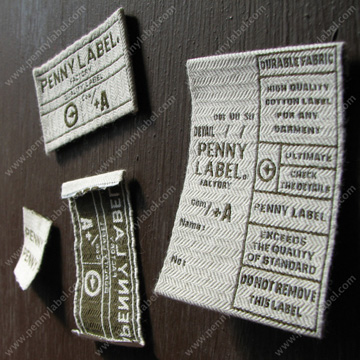 PENNY LABEL.
FACTORY
/+A
DETAIL / /
PENNY
LABEL.
FACTORY
com/+A
Name:
No:
DURABLE FABRIC
HIGH QUALITY
COTTON LABEL
FOR ANY
GARMENT
ULTIMATE
CHECK
THE DETAILS
PENNY LABEL
EXCEEDS
THE QUALITY
OF STANDARD
DO NOT REMOVE
THIS LABEL
PENNY LABEL
A
PENNY
www.pennylabel.com